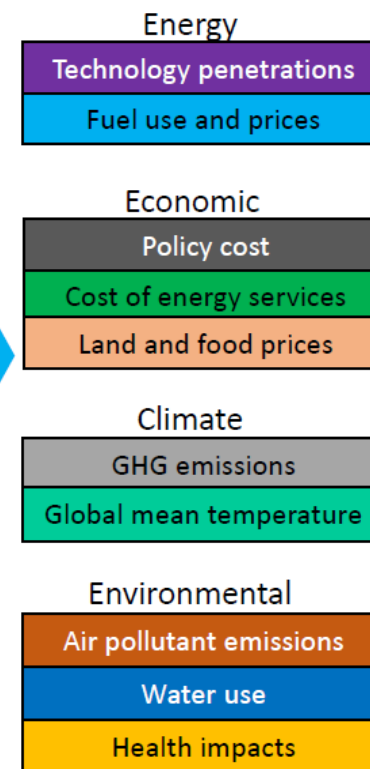 Energy
Technology penetrations
Fuel use and prices
Economic
Policy cost
Cost of energy services
Land and food prices
Climate
GHG emissions
Global mean temperature
Environmental
Air pollutant emissions
Water use
Health impacts